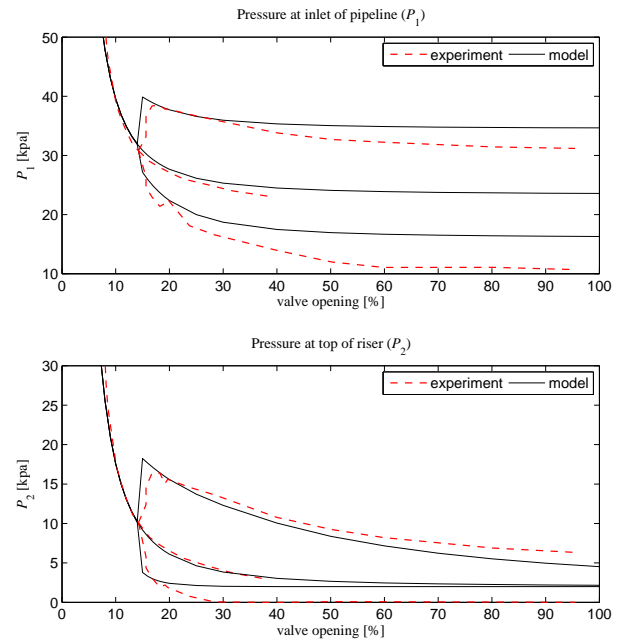 Pressure at inlet of pipeline (P1)
50
40
30
20
10
P1 [kpa]
experiment
model
0 10 20 30 40 50 60 70 80 90 100
valve opening [%]
Pressure at top of riser (P2)
30
25
20
15
10
5
0
P2 [kpa]
experiment
model
0 10 20 30 40 50 60 70 80 90 100
valve opening [%]